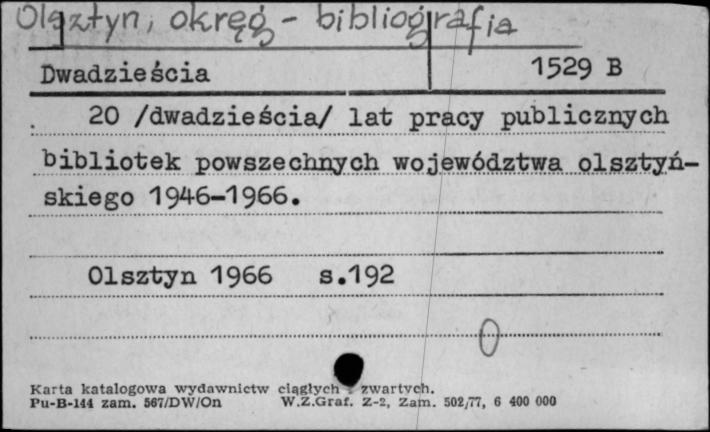 Olsztyn, okręg - bibliografia
Dwadzieścia 1529 B
20 /dwadzieścia/ lat pracy publicznych
bibliotek powszechnych województwa olsztyń-
skiego 1946-1966.
Olsztyn 1966 s.192
0
Karta katalogowa wydawnictw ciągłych i zwartych.
Pu-B-144 zam. 567/DW/On W.Z.Graf. Z-2, Zam. 502/77, 6 400 000